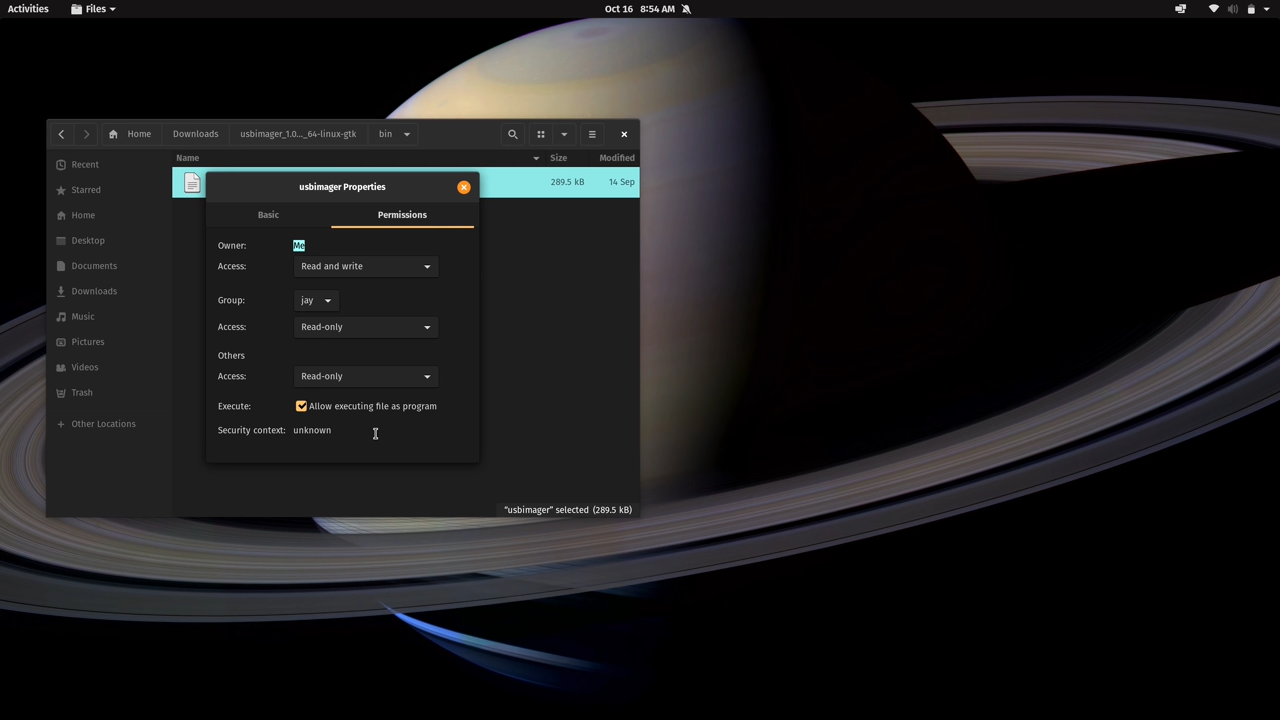 Activities Files Oct 16 8:54 AM
Home Downloads usbimager_1.0..._64-linux-gtk bin
Recent
Starred
Home
Desktop
Documents
Downloads
Music
Pictures
Videos
Trash
Other Locations
Name Size Modified
289.5 kB 14 Sep
usbimager Properties
Basic Permissions
Owner: Me
Access: Read and write
Group: jay
Access: Read-only
Others
Access: Read-only
Execute: Allow executing file as program
Security context: unknown
“usbimager” selected (289.5 kB)